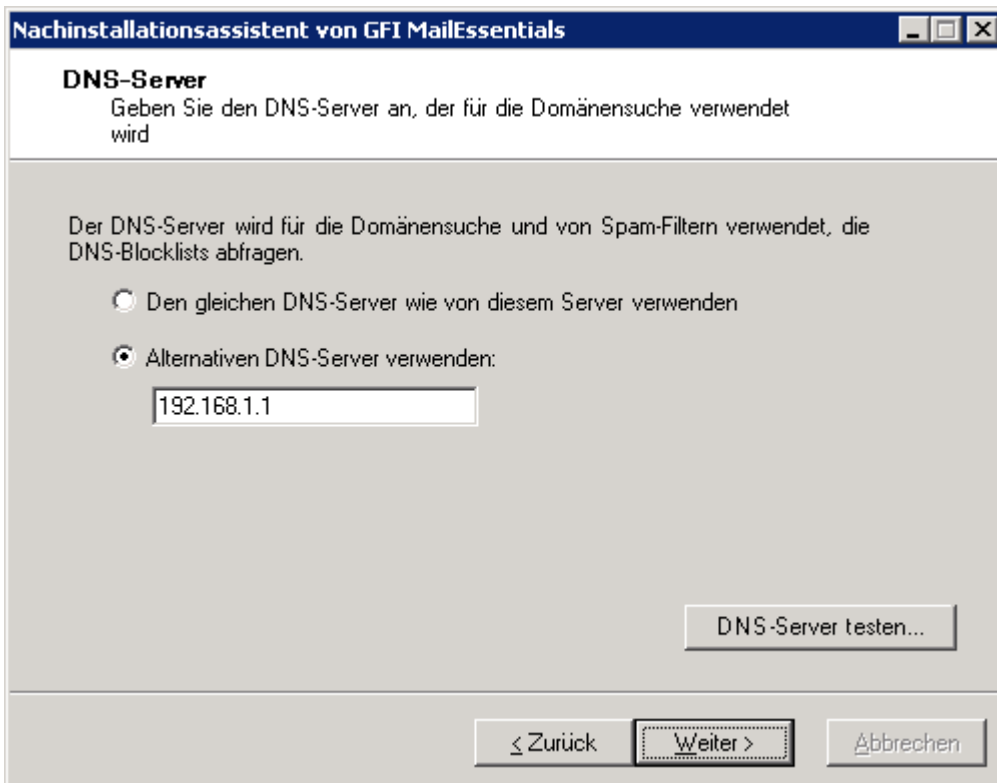 Nachinstallationsassistent von GFI MailEssentials
DNS-Server
Geben Sie den DNS-Server an, der für die Domänensuche verwendet
wird
Der DNS-Server wird für die Domänensuche und von Spam-Filtern verwendet, die
DNS-Blocklists abfragen.
Den gleichen DNS-Server wie von diesem Server verwenden
Alternativen DNS-Server verwenden:
192.168.1.1
DNS-Server testen...
< Zurück
Weiter >
Abbrechen